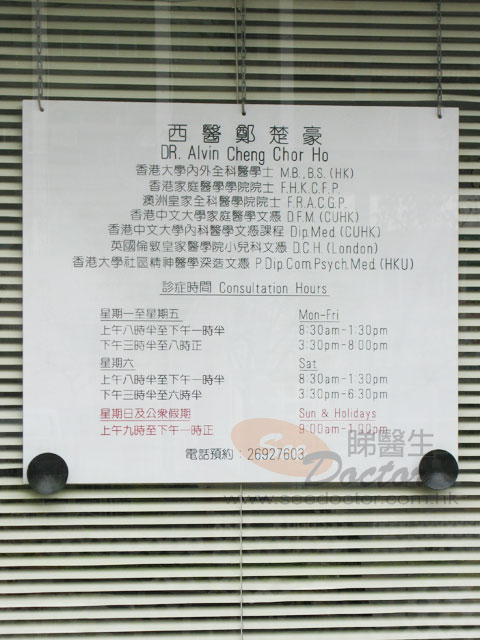 西醫鄭楚豪
DR. Alvin Cheng Chor Ho
香港大學內外全科醫學士 M.B.,B.S. (HK)
香港家庭醫學學院院士 F.H.K.C.F.P.
澳洲皇家全科醫學院院士 F.R.A.C.G.P.
香港中文大學家庭醫學文憑 D.F.M. (CUHK)
香港中文大學內科醫學文憑課程 Dip.Med. (CUHK)
英國倫敦皇家醫學院小兒科文憑 D.C.H. (London)
香港大學社區精神醫學深造文憑 P.Dip.Com.Psych.Med. (HKU)
診症時間 Consultation Hours
星期一至星期五 Mon-Fri
上午八時半至下午一時半 8:30am-1:30pm
下午三時半至八時正 3:30pm-8:00pm
星期六 Sat
上午八時半至下午一時半 8:30am-1:30pm
下午三時半至六時半 3:30pm-6:30pm
星期日及公眾假期 Sun & Holidays
上午九時至下午一時正 9:00am-1:00pm
電話預約：26927603
See Doctor 睇醫生
www.seedoctor.com.hk